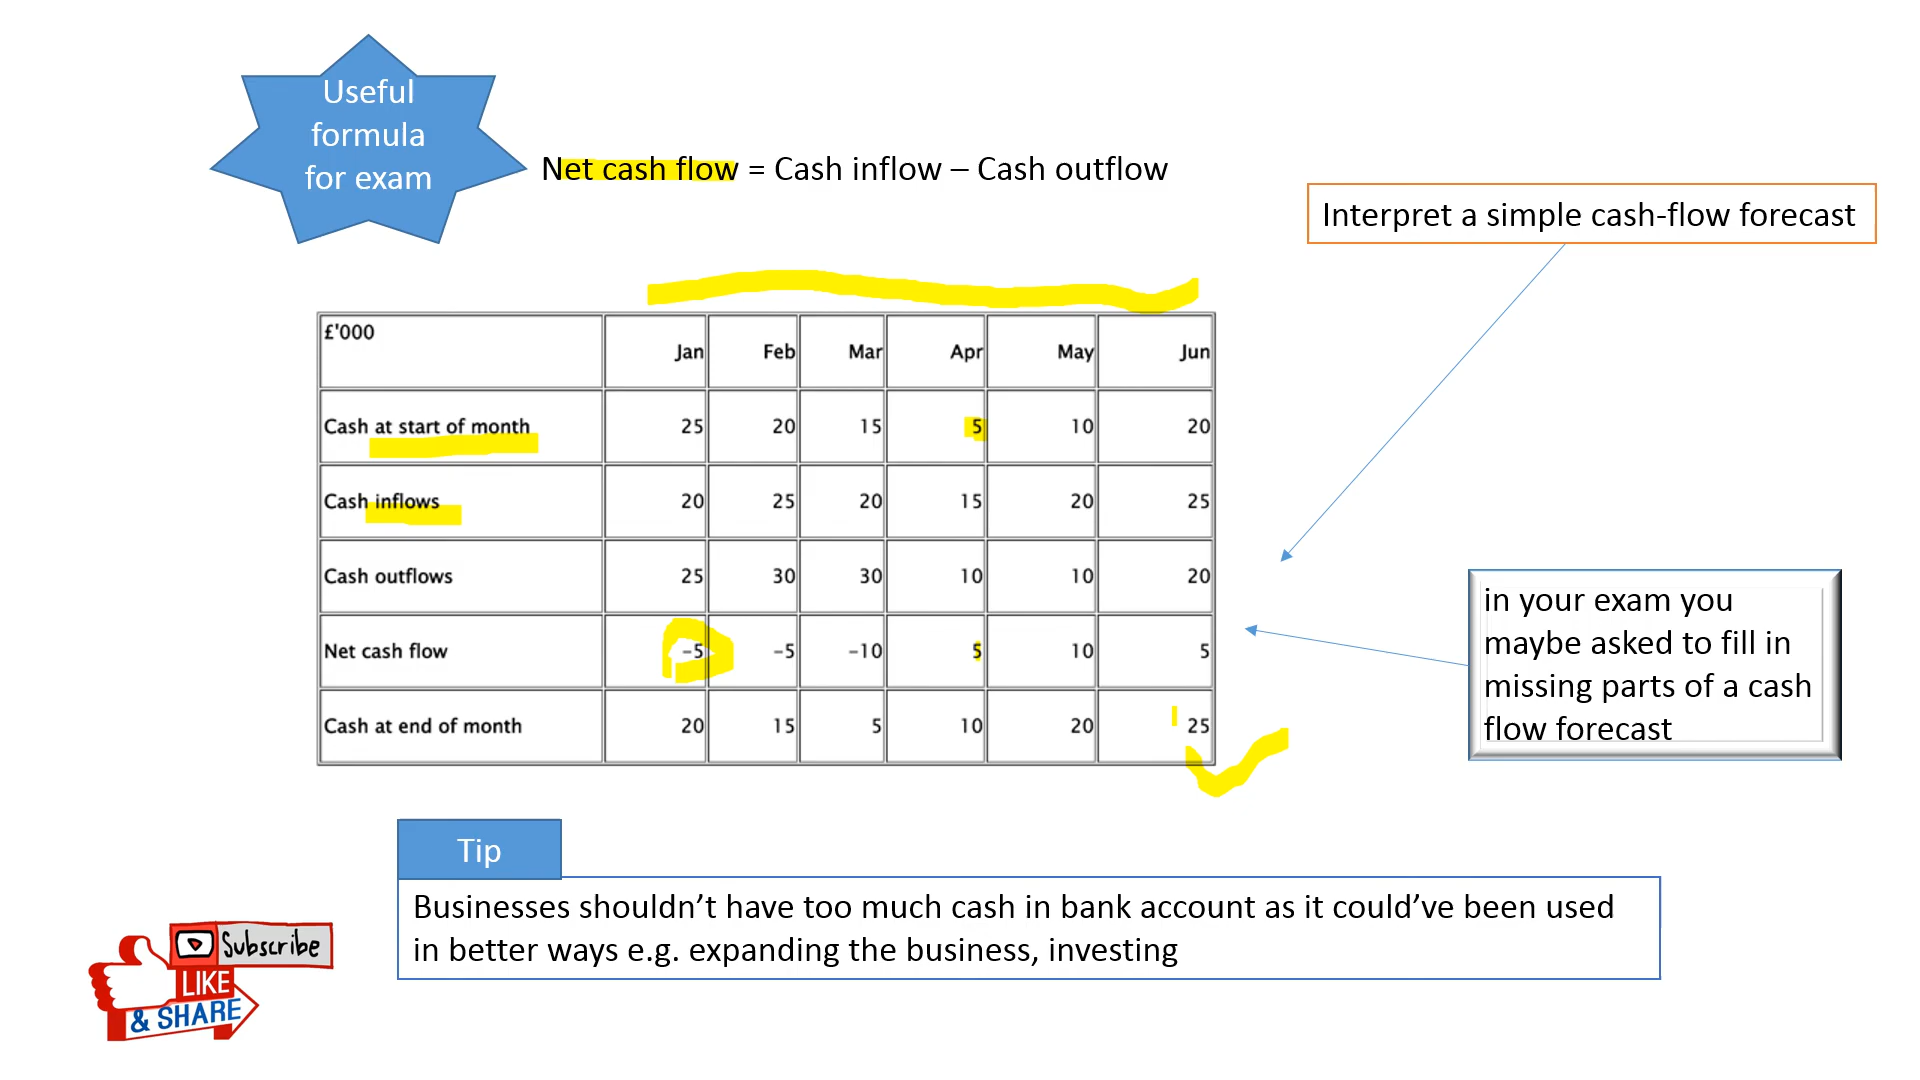 Useful
formula
for exam
Net cash flow = Cash inflow – Cash outflow
Interpret a simple cash-flow forecast
£'000 Jan Feb Mar Apr May Jun
Cash at start of month 25 20 15 5 10 20
Cash inflows 20 25 20 15 20 25
Cash outflows 25 30 30 10 10 20
Net cash flow -5 -5 -10 5 10 5
Cash at end of month 20 15 5 10 20 25
in your exam you
maybe asked to fill in
missing parts of a cash
flow forecast
Tip
Businesses shouldn’t have too much cash in bank account as it could’ve been used
in better ways e.g. expanding the business, investing
Subscribe
LIKE
& SHARE